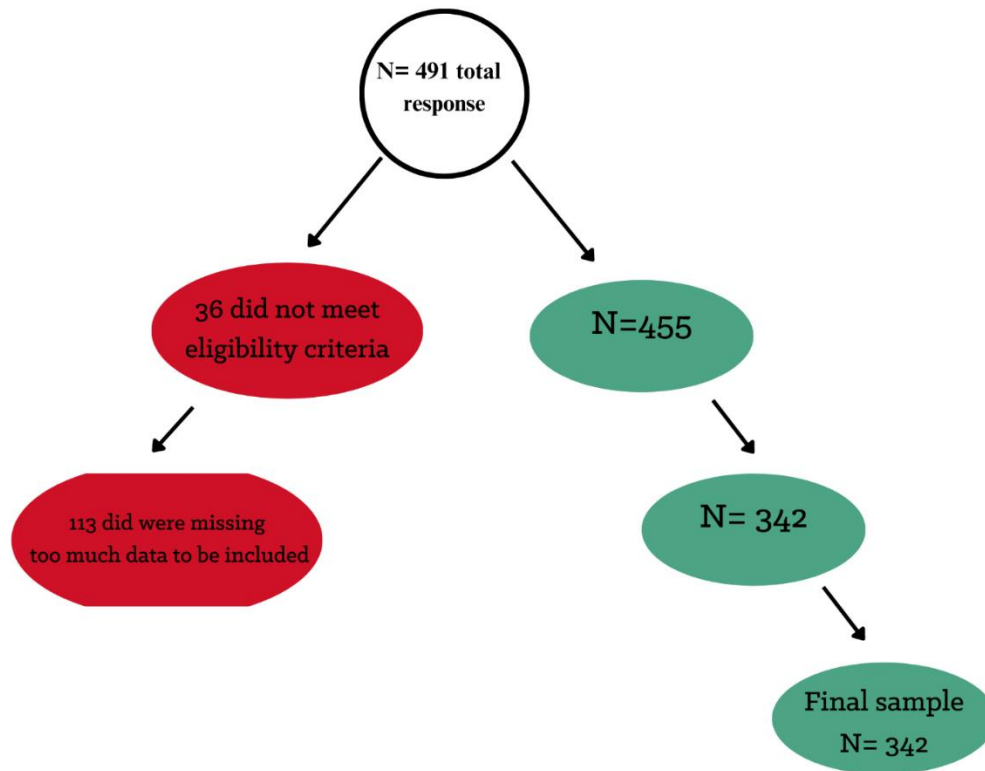 N= 491 total
response
36 did not meet
eligibility criteria
N=455
113 did were missing
too much data to be included
N= 342
Final sample
N= 342